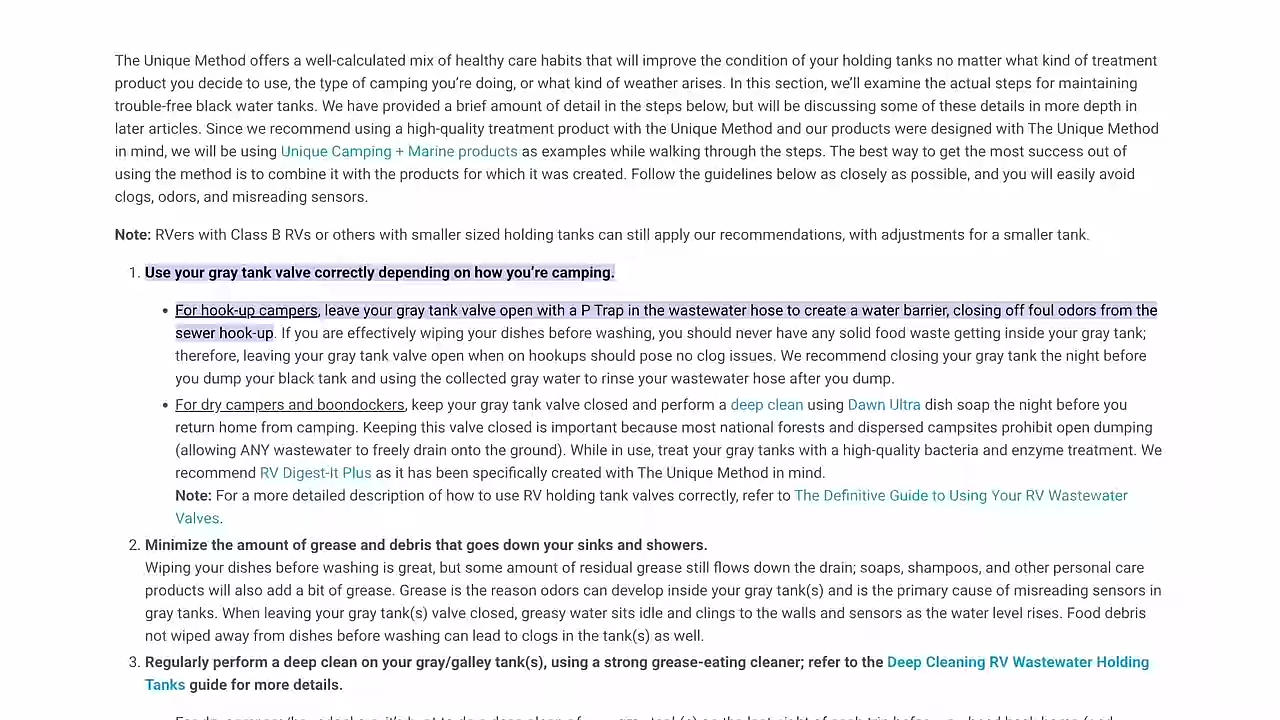 The Unique Method offers a well-calculated mix of healthy care habits that will improve the condition of your holding tanks no matter what kind of treatment
product you decide to use, the type of camping you’re doing, or what kind of weather arises. In this section, we’ll examine the actual steps for maintaining
trouble-free black water tanks. We have provided a brief amount of detail in the steps below, but will be discussing some of these details in more depth in
later articles. Since we recommend using a high-quality treatment product with the Unique Method and our products were designed with The Unique Method
in mind, we will be using Unique Camping + Marine products as examples while walking through the steps. The best way to get the most success out of
using the method is to combine it with the products for which it was created. Follow the guidelines below as closely as possible, and you will easily avoid
clogs, odors, and misreading sensors.
Note: RVers with Class B RVs or others with smaller sized holding tanks can still apply our recommendations, with adjustments for a smaller tank.
1. Use your gray tank valve correctly depending on how you’re camping.
• For hook-up campers, leave your gray tank valve open with a P Trap in the wastewater hose to create a water barrier, closing off foul odors from the
sewer hook-up. If you are effectively wiping your dishes before washing, you should never have any solid food waste getting inside your gray tank;
therefore, leaving your gray tank valve open when on hookups should pose no clog issues. We recommend closing your gray tank the night before
you dump your black tank and using the collected gray water to rinse your wastewater hose after you dump.
• For dry campers and boondockers, keep your gray tank valve closed and perform a deep clean using Dawn Ultra dish soap the night before you
return home from camping. Keeping this valve closed is important because most national forests and dispersed campsites prohibit open dumping
(allowing ANY wastewater to freely drain onto the ground). While in use, treat your gray tanks with a high-quality bacteria and enzyme treatment. We
recommend RV Digest-It Plus as it has been specifically created with The Unique Method in mind.
Note: For a more detailed description of how to use RV holding tank valves correctly, refer to The Definitive Guide to Using Your RV Wastewater
Valves.
2. Minimize the amount of grease and debris that goes down your sinks and showers.
Wiping your dishes before washing is great, but some amount of residual grease still flows down the drain; soaps, shampoos, and other personal care
products will also add a bit of grease. Grease is the reason odors can develop inside your gray tank(s) and is the primary cause of misreading sensors in
gray tanks. When leaving your gray tank(s) valve closed, greasy water sits idle and clings to the walls and sensors as the water level rises. Food debris
not wiped away from dishes before washing can lead to clogs in the tank(s) as well.
3. Regularly perform a deep clean on your gray/galley tank(s), using a strong grease-eating cleaner; refer to the Deep Cleaning RV Wastewater Holding
Tanks guide for more details.